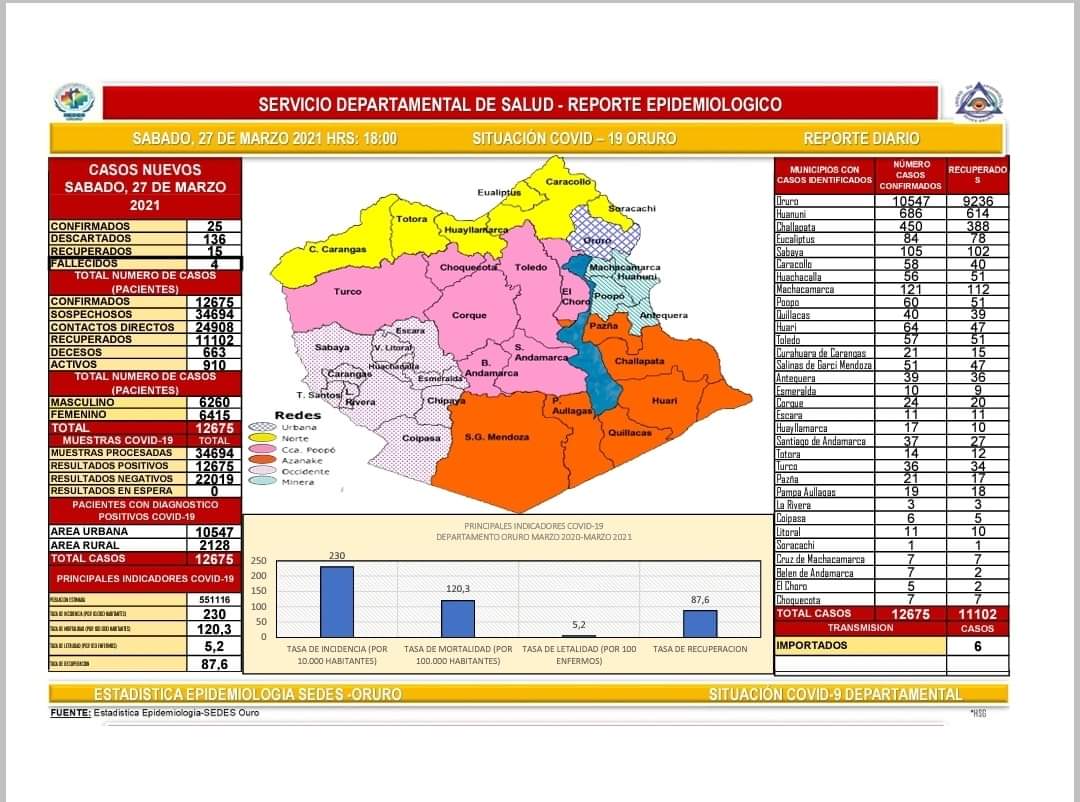 SERVICIO DEPARTAMENTAL DE SALUD - REPORTE EPIDEMIOLOGICO
SABADO, 27 DE MARZO 2021 HRS: 18:00 SITUACIÓN COVID – 19 ORURO REPORTE DIARIO
CASOS NUEVOS
SABADO, 27 DE MARZO
2021
CONFIRMADOS 25
DESCARTADOS 136
RECUPERADOS 15
FALLECIDOS 4
TOTAL NUMERO DE CASOS
(PACIENTES)
CONFIRMADOS 12675
SOSPECHOSOS 34694
CONTACTOS DIRECTOS 24908
RECUPERADOS 11102
DECESOS 663
ACTIVOS 910
TOTAL NUMERO DE CASOS
(PACIENTES)
MASCULINO 6260
FEMENINO 6415
TOTAL 12675
MUESTRAS COVID-19 TOTAL
MUESTRAS PROCESADAS 34694
RESULTADOS POSITIVOS 12675
RESULTADOS NEGATIVOS 22019
RESULTADOS EN ESPERA 0
PACIENTES CON DIAGNOSTICO
POSITIVOS COVID-19
AREA URBANA 10547
AREA RURAL 2128
TOTAL CASOS 12675
PRINCIPALES INDICADORES COVID-19
POBLACION ESTIMADA 551116
TASA DE INCIDENCIA (POR 10.000 HABITANTES) 230
TASA DE MORTALIDAD (POR 100.000 HABITANTES) 120,3
TASA DE LETALIDAD (POR 100 ENFERMOS) 5,2
TASA DE RECUPERACION 87,6
Caracollo
Eualiptus
Soracachi
Totora
Huayllamarca
Oruro
C. Carangas
Choquecota
Toledo
Machacamarca
Huanuni
Turco
El
Choro
Poopó
Corque
Antequera
Pazña
Escara
Sabaya
V. Litoral
S.
Andamarca
Challapata
Huachacalla
B.
Andamarca
Carangas
Esmeralda
T. Santos
L.
Rivera
Chipaya
P.
Aullagas
Huari
Coipasa
S.G. Mendoza
Quillacas
Redes
Urbana
Norte
Cca. Poopó
Azanake
Occidente
Minera
PRINCIPALES INDICADORES COVID-19
DEPARTAMENTO ORURO MARZO 2020-MARZO 2021
250
200
150
100
50
0
230
120,3
5,2
87,6
TASA DE INCIDENCIA (POR
10.000 HABITANTES)
TASA DE MORTALIDAD (POR
100.000 HABITANTES)
TASA DE LETALIDAD (POR 100
ENFERMOS)
TASA DE RECUPERACION
MUNICIPIOS CON
CASOS IDENTIFICADOS
NÚMERO
CASOS
CONFIRMADOS
RECUPERADO
S
Oruro 10547 9236
Huanuni 686 614
Challapata 450 388
Eucaliptus 84 78
Sabaya 105 102
Caracollo 58 40
Huachacalla 56 51
Machacamarca 121 112
Poopo 60 51
Quillacas 40 39
Huari 64 47
Toledo 57 51
Curahuara de Carangas 21 15
Salinas de Garci Mendoza 51 47
Antequera 39 36
Esmeralda 10 9
Corque 24 20
Escara 11 11
Huayllamarca 17 10
Santiago de Andamarca 37 27
Totora 14 12
Turco 36 34
Pazña 21 17
Pampa Aullagas 19 18
La Rivera 3 3
Coipasa 6 5
Litoral 11 10
Soracachi 1 1
Cruz de Machacamarca 7 7
Belen de Andamarca 7 2
El Choro 5 2
Choquecota 7 7
TOTAL CASOS 12675 11102
TRANSMISION CASOS
IMPORTADOS 6
ESTADISTICA EPIDEMIOLOGIA SEDES -ORURO SITUACIÓN COVID-9 DEPARTAMENTAL
FUENTE: Estadistica Epidemiologia-SEDES Ouro *HSG